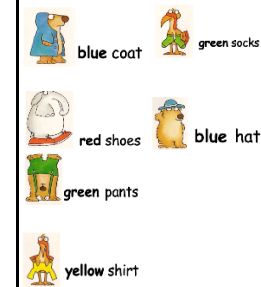 blue coat
green socks
red shoes
blue hat
green pants
yellow shirt